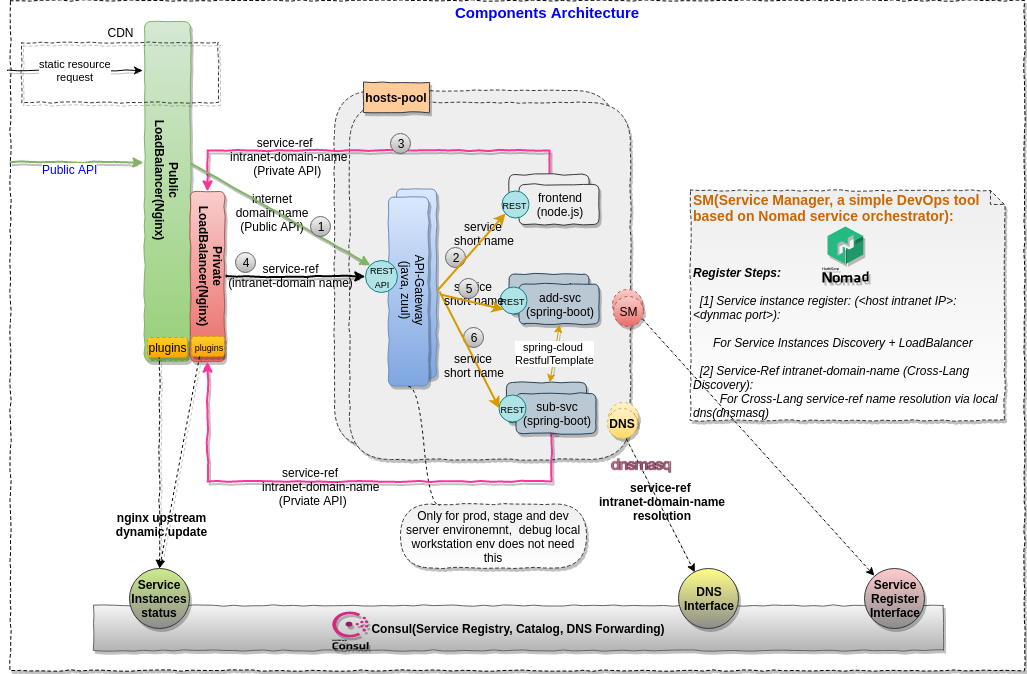 Components Architecture
CDN
static resource
request
Public API
Public
LoadBalancer(Nginx)
Private
LoadBalancer(Nginx)
plugins
plugins
hosts-pool
service-ref
intranet-domain-name
(Private API)
3
internet
domain name
(Public API)
1
4
service-ref
(intranet-domain name)
REST
API
API-Gateway
(java, zuul)
REST
frontend
(node.js)
service
short name
2
service
short name
5
REST
add-svc
(spring-boot)
6
service
short name
spring-cloud
RestfulTemplate
REST
sub-svc
(spring-boot)
SM
DNS
dnsmasq
service-ref
intranet-domain-name
resolution
service-ref
intranet-domain-name
(Prviate API)
Only for prod, stage and dev
server environemnt, debug local
workstation env does not need
this
SM(Service Manager, a simple DevOps tool
based on Nomad service orchestrator):
HashiCorp
Nomad
Register Steps:
[1] Service instance register: (<host intranet IP>:
<dynmac port>):
For Service Instances Discovery + LoadBalancer
[2] Service-Ref intranet-domain-name (Cross-Lang
Discovery):
For Cross-Lang service-ref name resolution via local
dns(dnsmasq)
nginx upstream
dynamic update
Service
Instances
status
DNS
Interface
Service
Register
Interface
Consul
Consul(Service Registry, Catalog, DNS Forwarding)